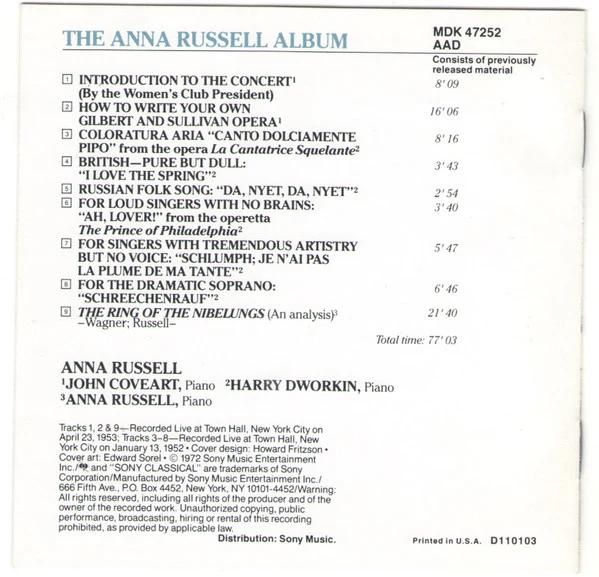 THE ANNA RUSSELL ALBUM
MDK 47252
AAD
Consists of previously
released material
1 INTRODUCTION TO THE CONCERT¹ 8' 09
(By the Women's Club President)
2 HOW TO WRITE YOUR OWN 16' 06
GILBERT AND SULLIVAN OPERA¹
3 COLORATURA ARIA "CANTO DOLCIAMENTE 8' 16
PIPO" from the opera La Cantatrice Squelante²
4 BRITISH—PURE BUT DULL: 3' 43
"I LOVE THE SPRING"²
5 RUSSIAN FOLK SONG: "DA, NYET, DA, NYET"² 2' 54
6 FOR LOUD SINGERS WITH NO BRAINS: 3' 40
"AH, LOVER!" from the operetta
The Prince of Philadelphia²
7 FOR SINGERS WITH TREMENDOUS ARTISTRY 5' 47
BUT NO VOICE: "SCHLUMPH; JE N'AI PAS
LA PLUME DE MA TANTE"²
8 FOR THE DRAMATIC SOPRANO: 6' 46
"SCHREECHENRAUF"²
9 THE RING OF THE NIBELUNGS (An analysis)³ 21' 40
–Wagner; Russell–
Total time: 77' 03
ANNA RUSSELL
¹JOHN COVEART, Piano ²HARRY DWORKIN, Piano
³ANNA RUSSELL, Piano
Tracks 1, 2 & 9—Recorded Live at Town Hall, New York City on
April 23, 1953; Tracks 3–8—Recorded Live at Town Hall, New
York City on January 13, 1952 • Cover design: Howard Fritzson •
Cover art: Edward Sorel • © 1972 Sony Music Entertainment
Inc./ and "SONY CLASSICAL" are trademarks of Sony
Corporation/Manufactured by Sony Music Entertainment Inc./
666 Fifth Ave., P.O. Box 4452, New York, NY 10101-4452/Warning:
All rights reserved, including all rights of the producer and of the
owner of the recorded work. Unauthorized copying, public
performance, broadcasting, hiring or rental of this recording
prohibited, as provided by applicable law.
Distribution: Sony Music.
Printed in U.S.A. D110103